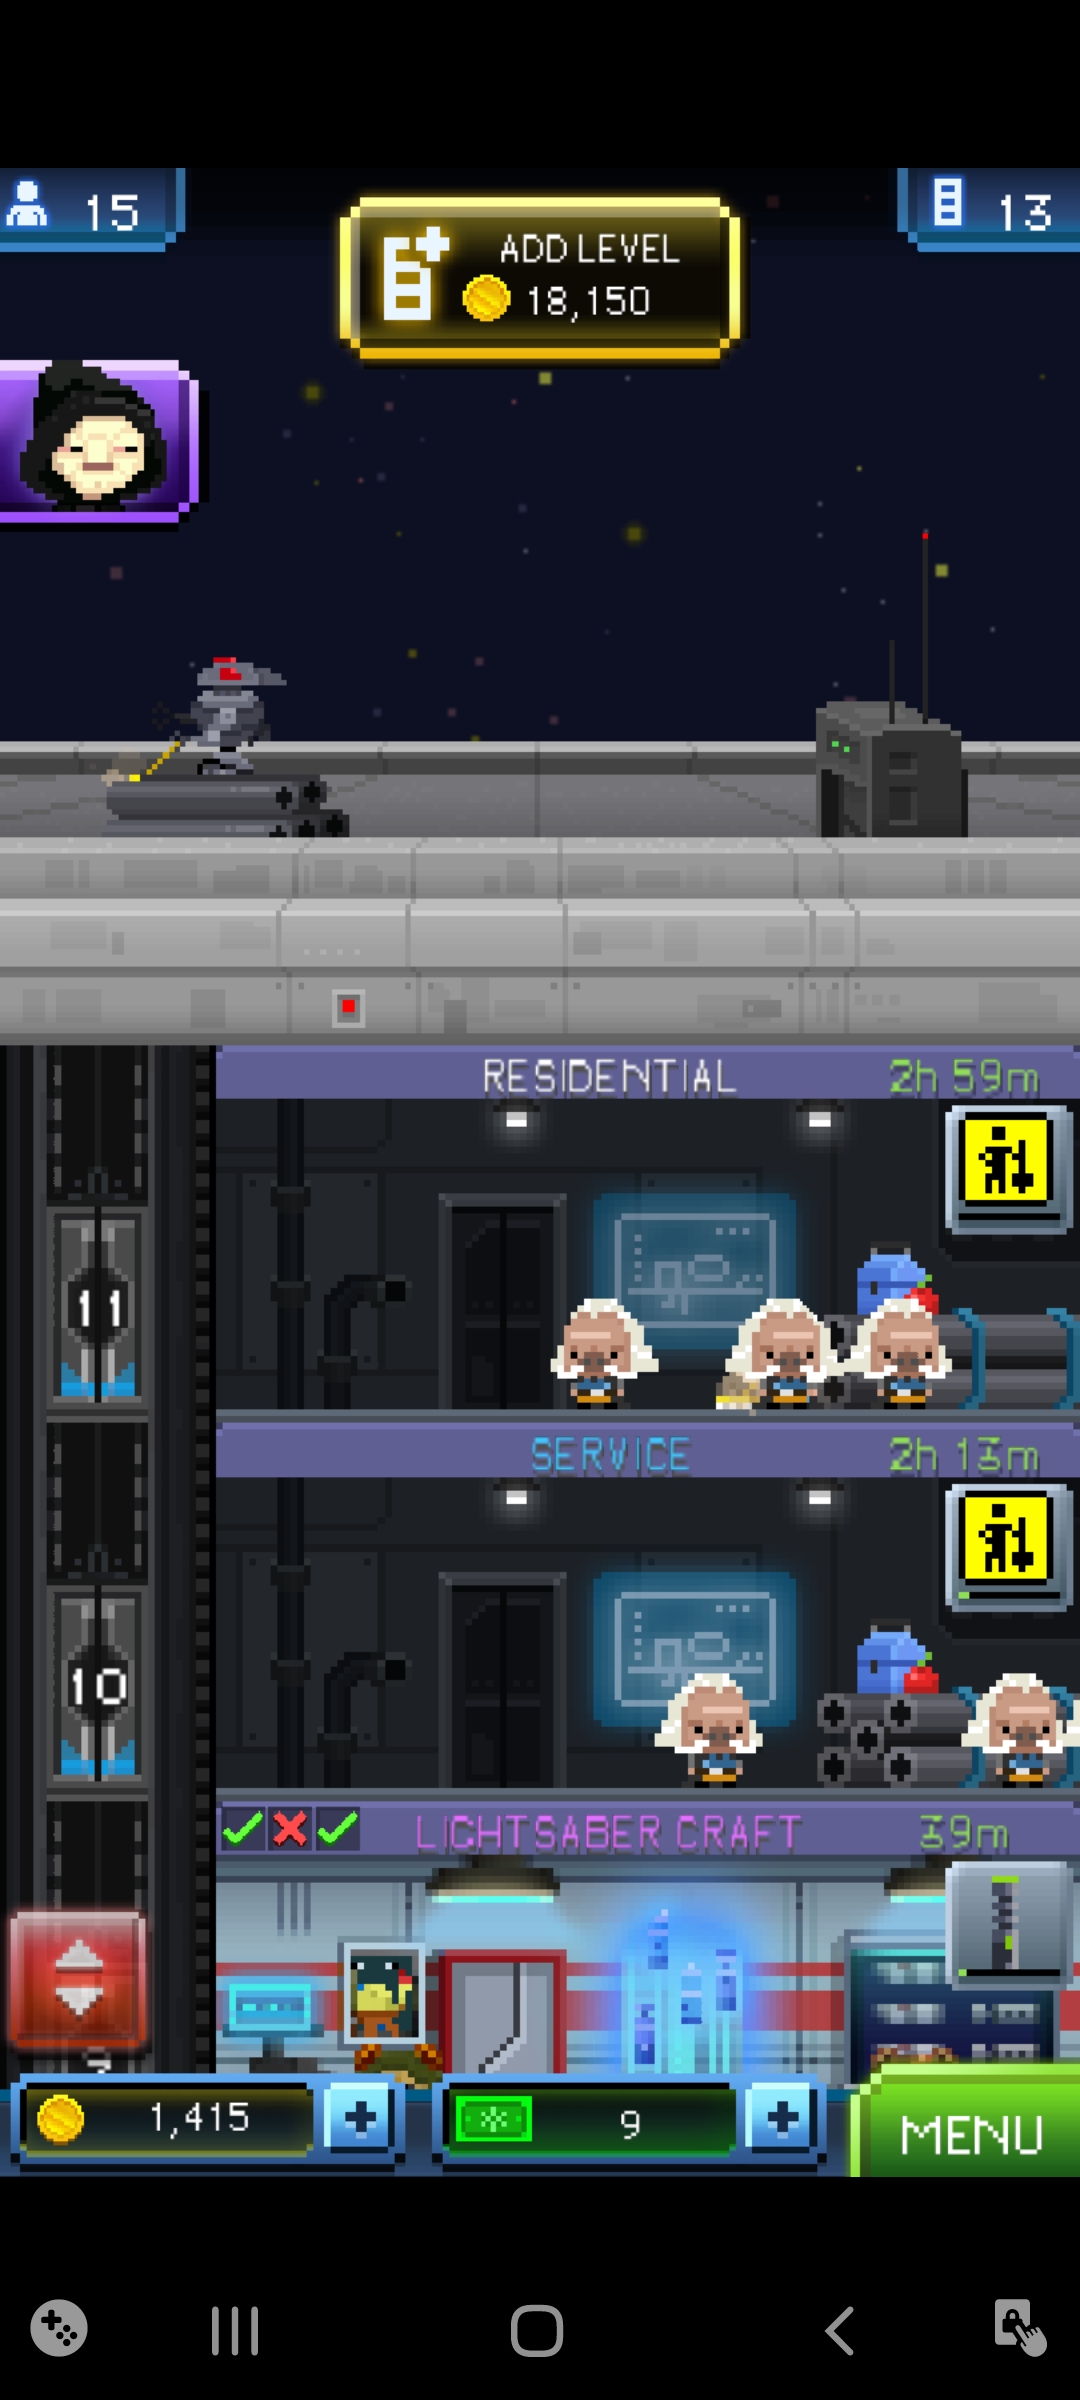 15
ADD LEVEL
18,150
13
RESIDENTIAL 2h 59m
11
SERVICE 2h 13m
10
LIGHTSABER CRAFT 39m
1,415
9
MENU